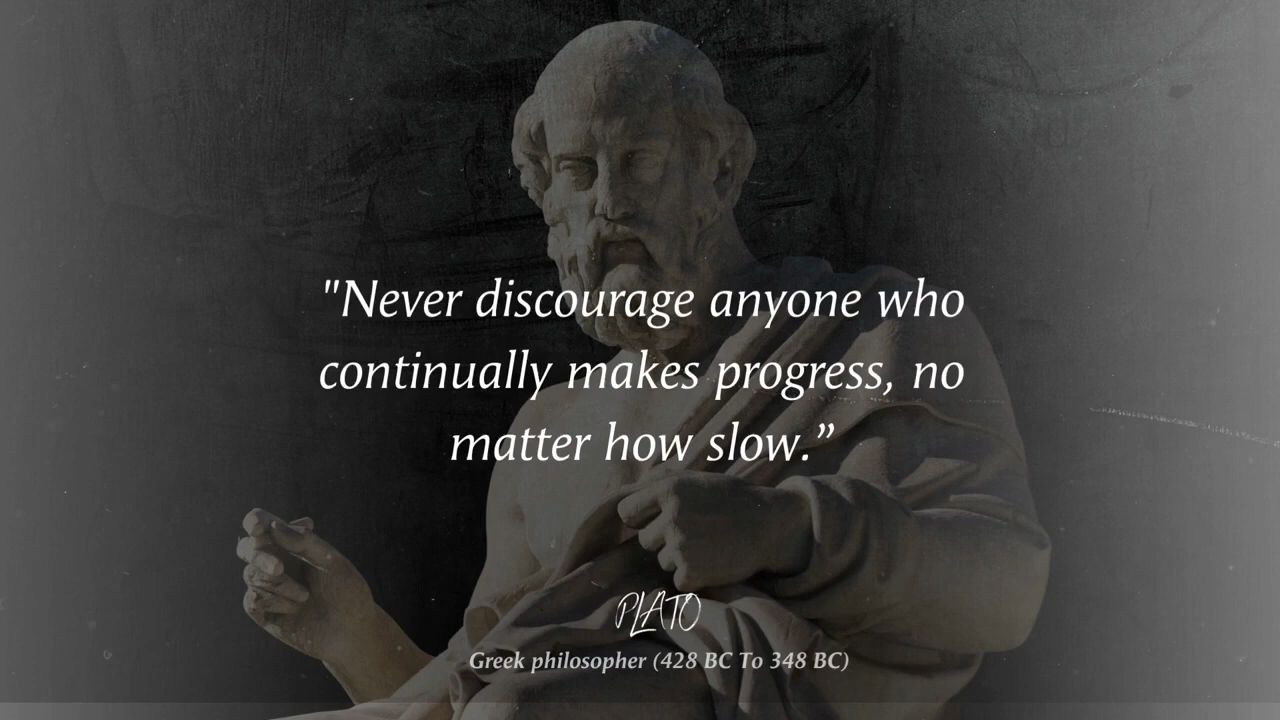 "Never discourage anyone who
continually makes progress, no
matter how slow.”
PLATO
Greek philosopher (428 BC To 348 BC)